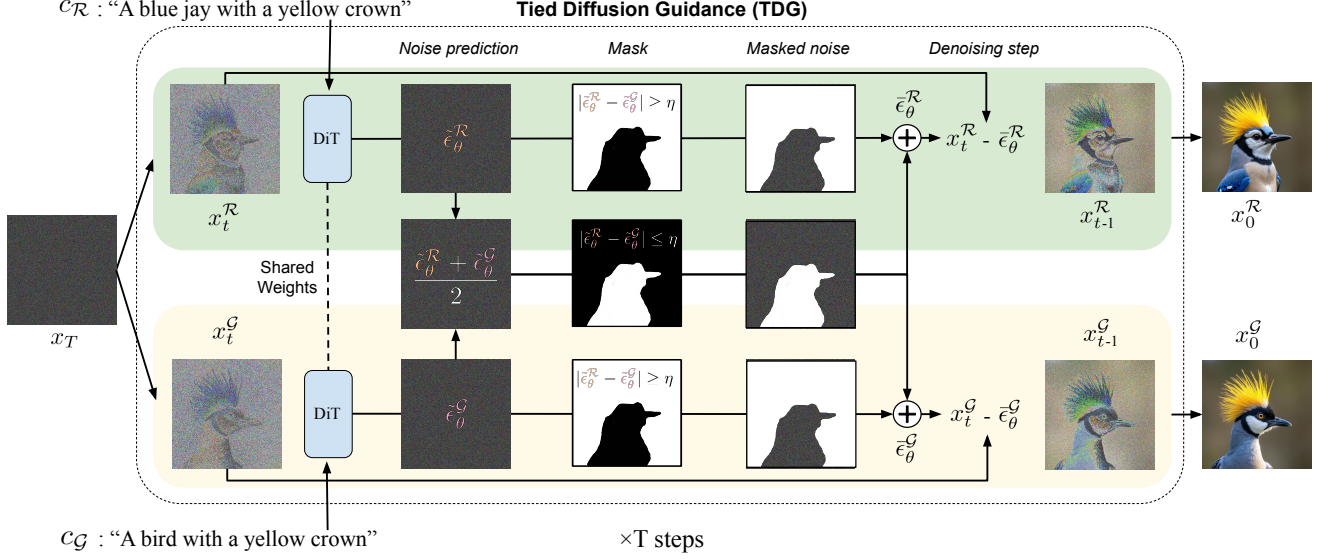 c_ℛ : “A blue jay with a yellow crown”
Tied Diffusion Guidance (TDG)
Noise prediction Mask Masked noise Denoising step
DiT
ϵ̃_θ^ℛ
|ϵ̃_θ^ℛ − ϵ̃_θ^𝒢| > η
ϵ̄_θ^ℛ
+
x_t^ℛ - ϵ̄_θ^ℛ
x_t^ℛ
x_{t-1}^ℛ
x_0^ℛ
Shared
Weights
(ϵ̃_θ^ℛ + ϵ̃_θ^𝒢)/2
|ϵ̃_θ^ℛ − ϵ̃_θ^𝒢| ≤ η
x_T
x_t^𝒢
x_{t-1}^𝒢
x_0^𝒢
DiT
ϵ̃_θ^𝒢
|ϵ̃_θ^ℛ − ϵ̃_θ^𝒢| > η
+
x_t^𝒢 - ϵ̄_θ^𝒢
ϵ̄_θ^𝒢
c_𝒢 : “A bird with a yellow crown”
×T steps